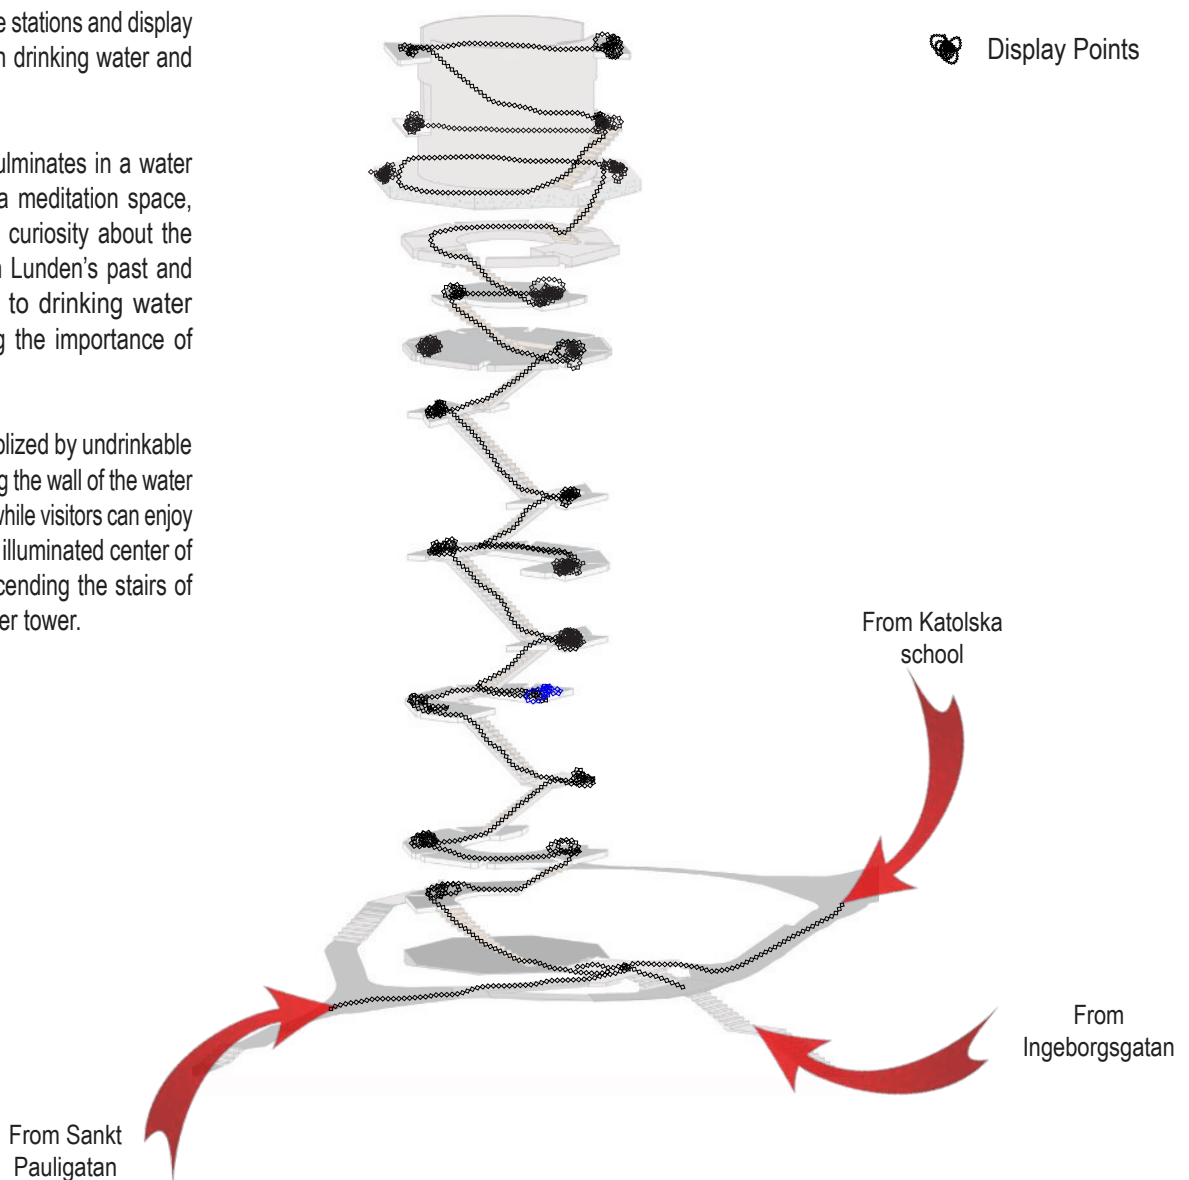 e stations and display
n drinking water and
ulminates in a water
a meditation space,
curiosity about the
n Lunden's past and
to drinking water
g the importance of
olized by undrinkable
g the wall of the water
while visitors can enjoy
illuminated center of
cending the stairs of
er tower.
Display Points
From Katolska
school
From
Ingeborgsgatan
From Sankt
Pauligatan